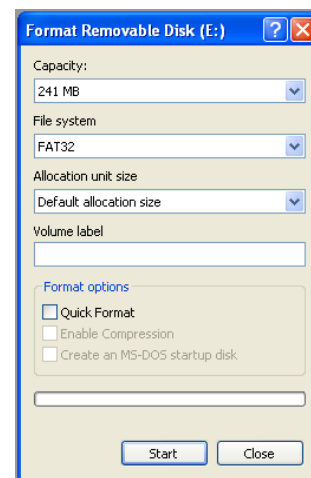 Format Removable Disk (E:)
Capacity:
241 MB
File system
FAT32
Allocation unit size
Default allocation size
Volume label
Format options
Quick Format
Enable Compression
Create an MS-DOS startup disk
Start Close